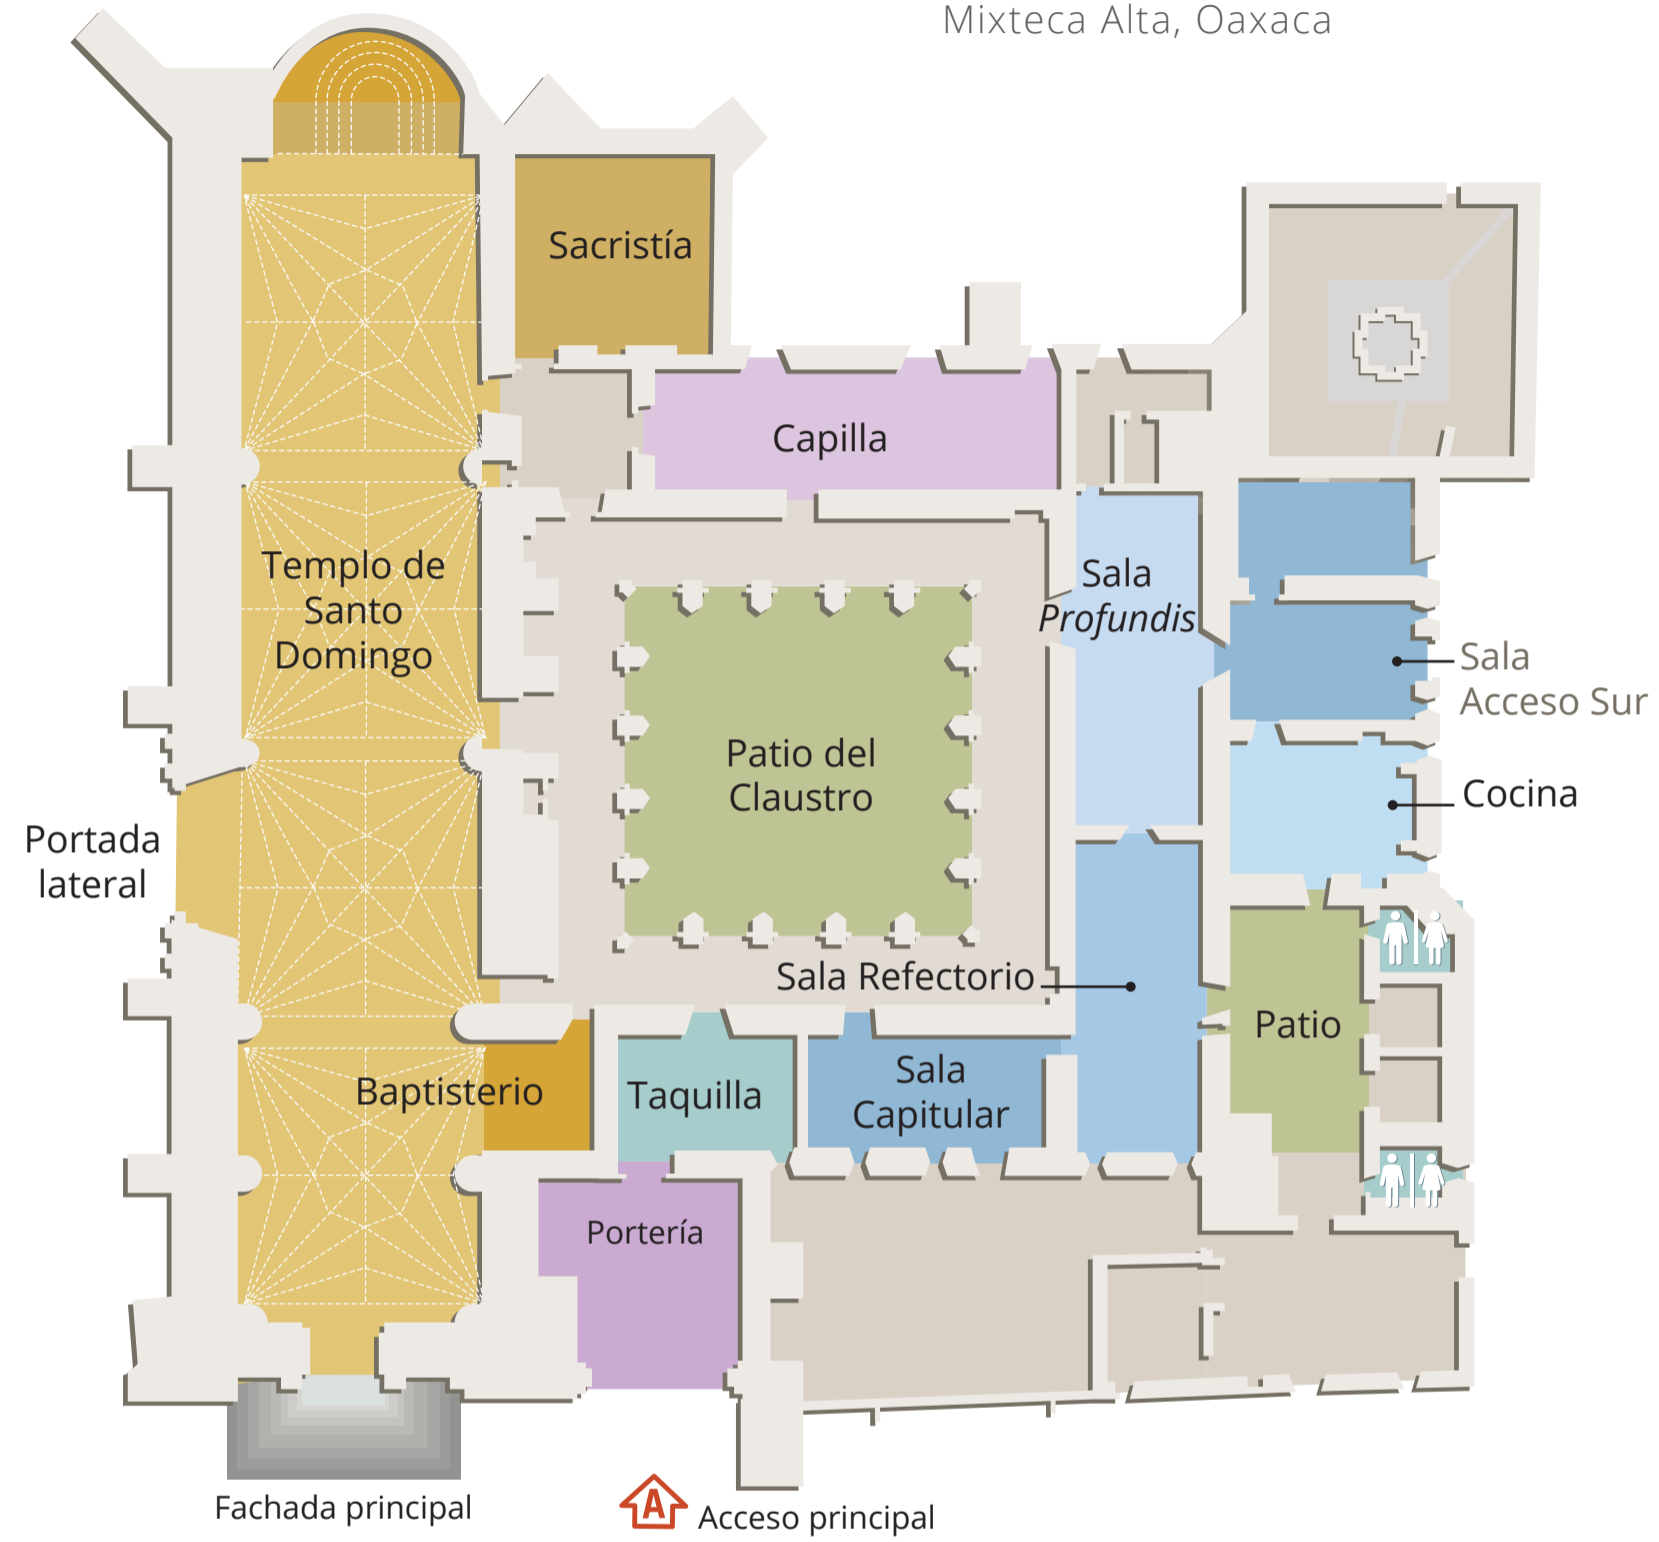 Mixteca Alta, Oaxaca
Sacristía
Capilla
Templo de
Santo
Domingo
Sala
Profundis
Sala
Acceso Sur
Patio del
Claustro
Cocina
Portada
lateral
Sala Refectorio
Patio
Baptisterio
Taquilla
Sala
Capitular
Portería
Fachada principal
A
Acceso principal